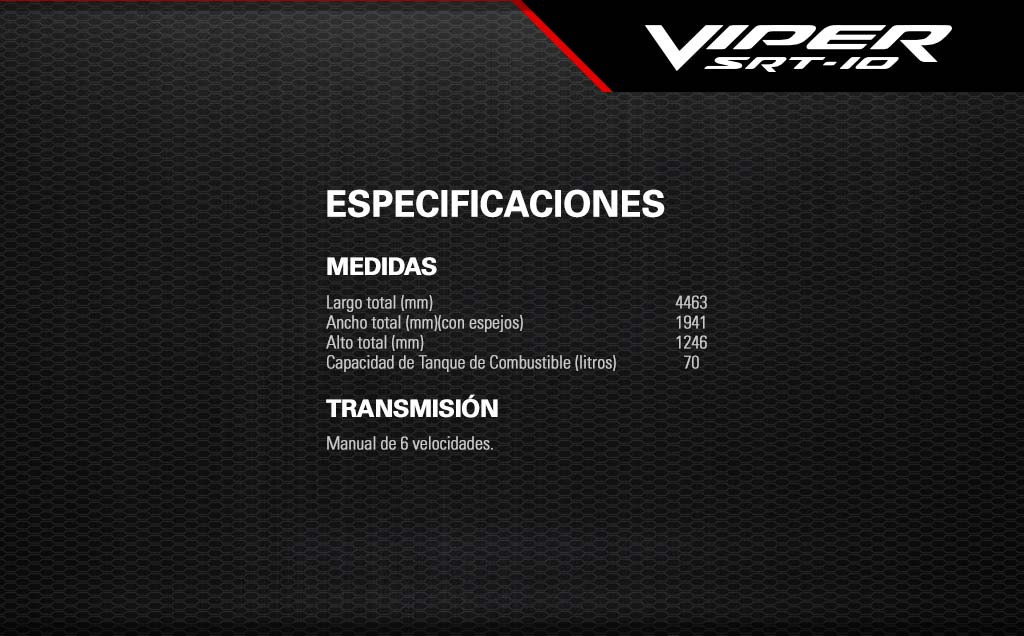 VIPER
SRT-10
ESPECIFICACIONES
MEDIDAS
Largo total (mm) 4463
Ancho total (mm)(con espejos) 1941
Alto total (mm) 1246
Capacidad de Tanque de Combustible (litros) 70
TRANSMISIÓN
Manual de 6 velocidades.